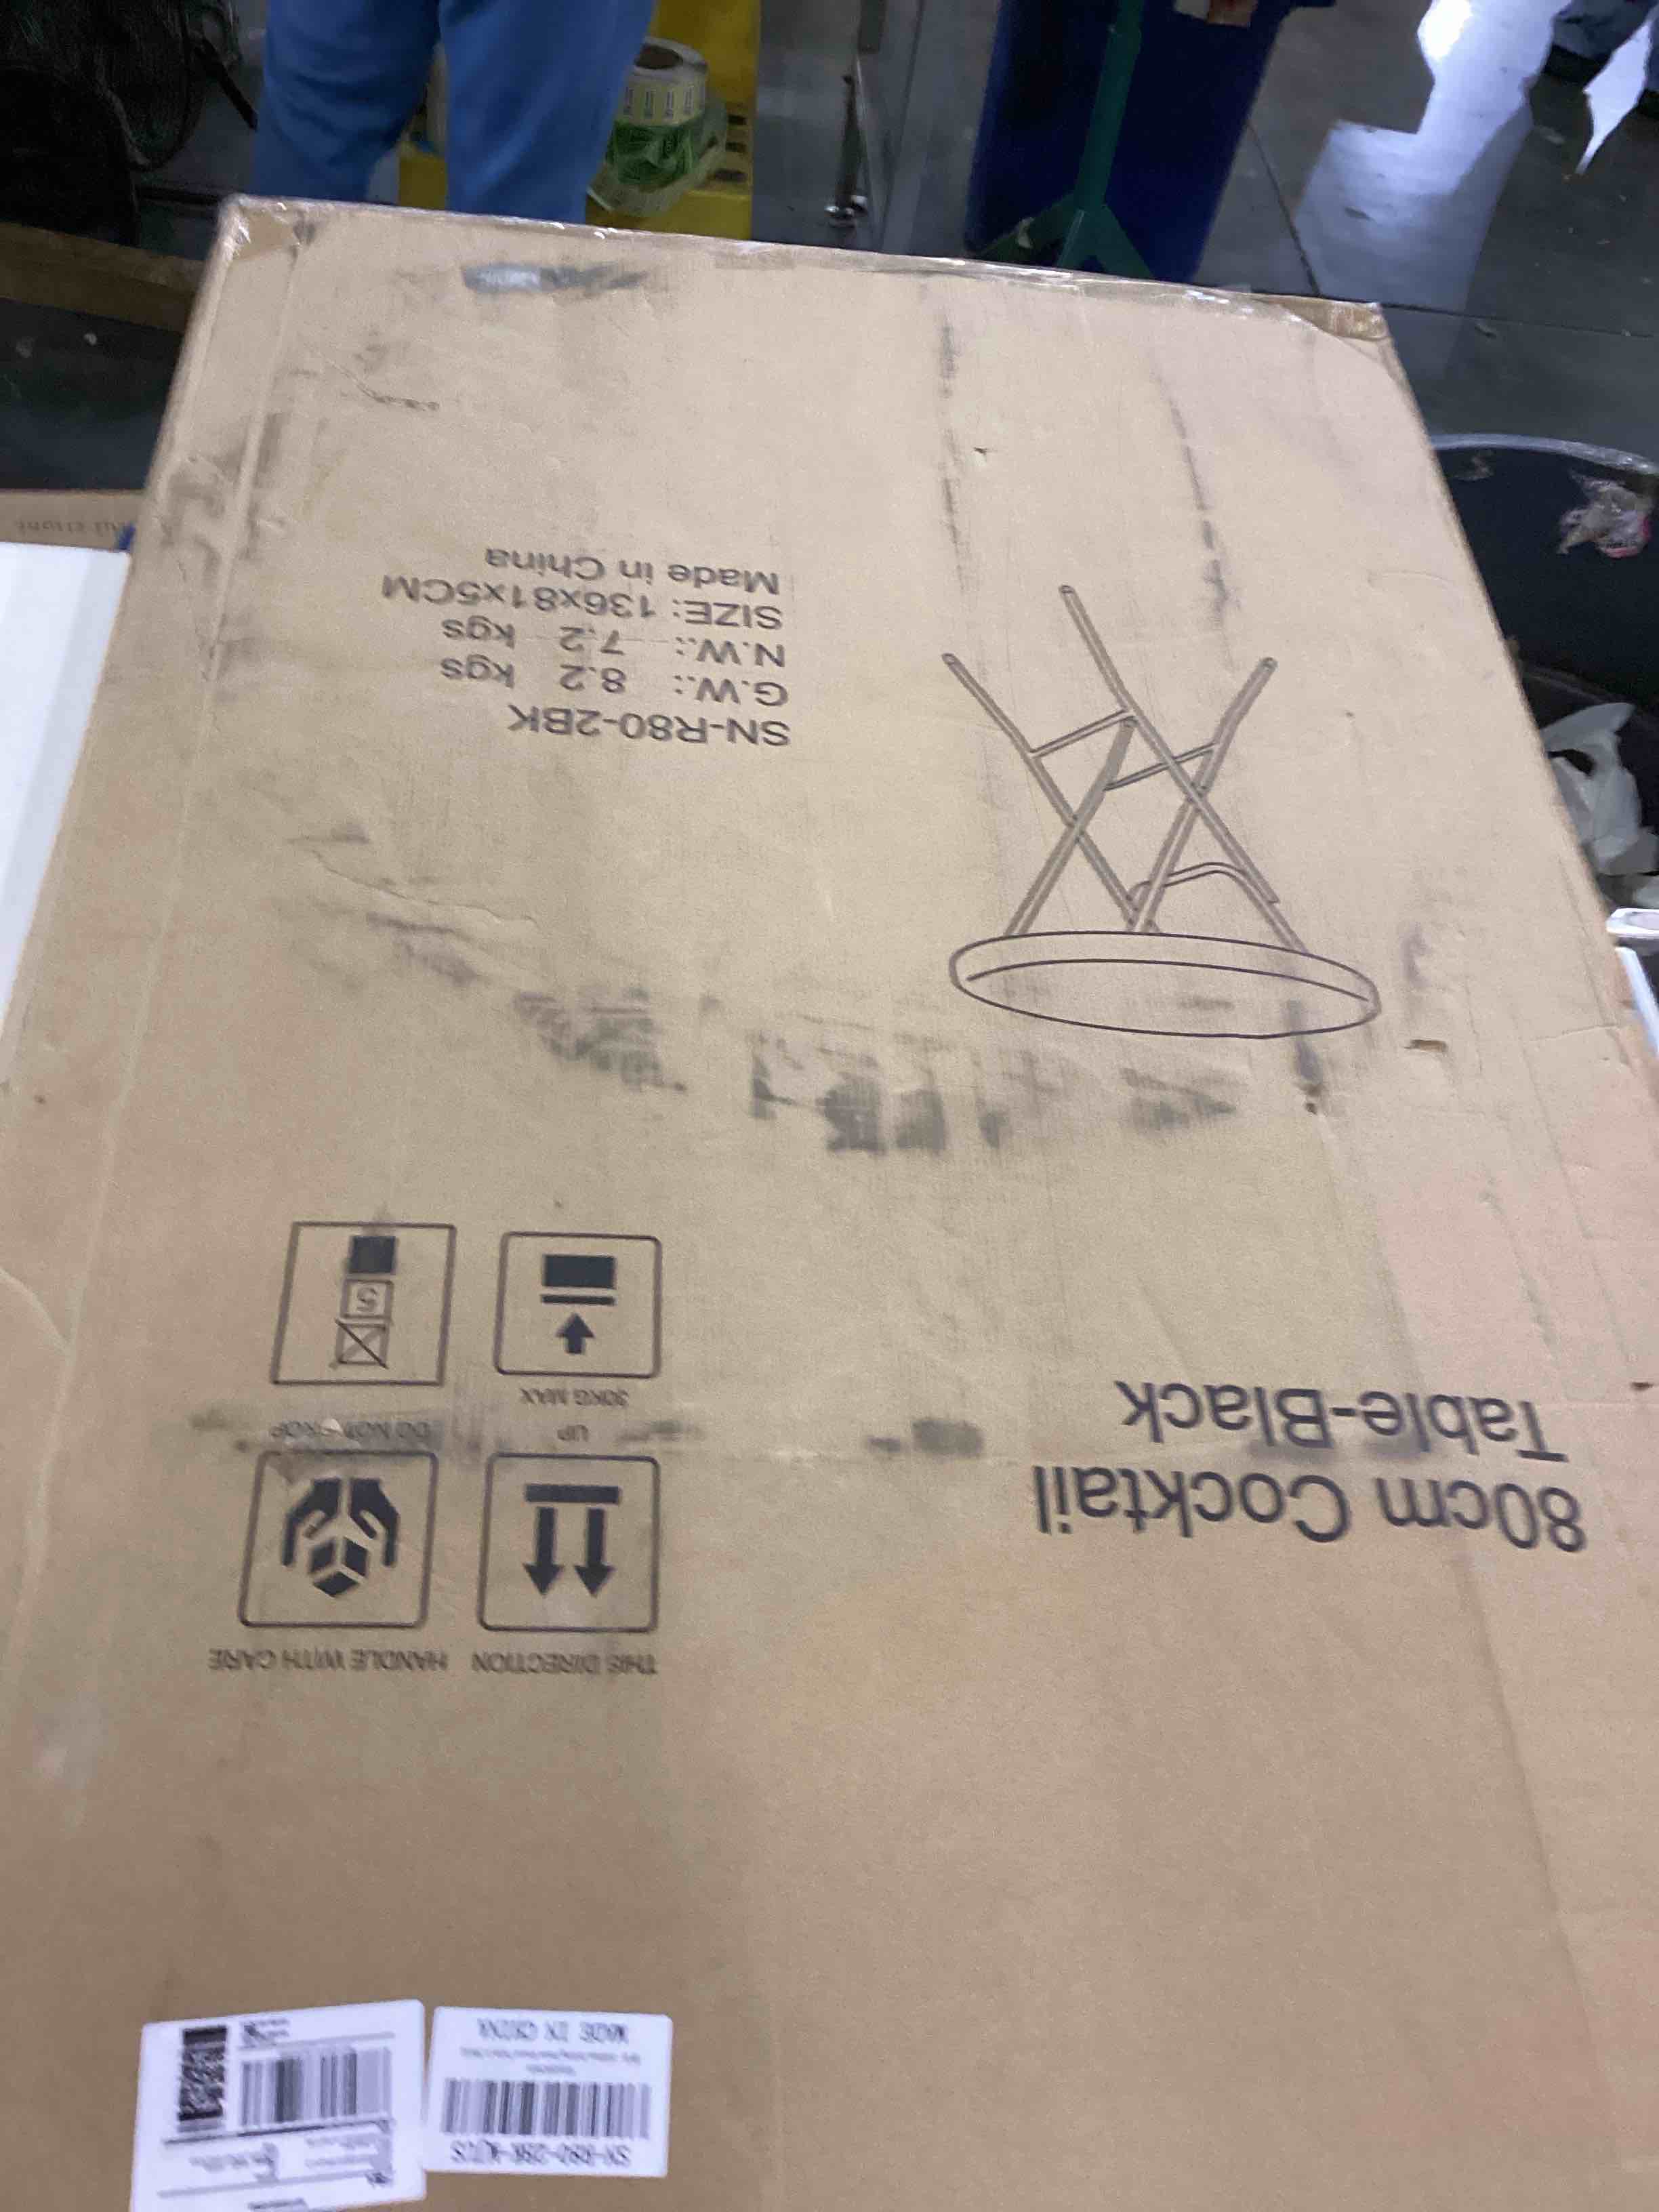 80cm Cocktail
Table-Black
THIS DIRECTION
UP
HANDLE WITH CARE
DO NOT DROP
30KG MAX
5
SN-R80-2BK
G.W.: 8.2 kgs
N.W.: 7.2 kgs
SIZE: 136x81x5CM
Made in China
MADE IN CHINA